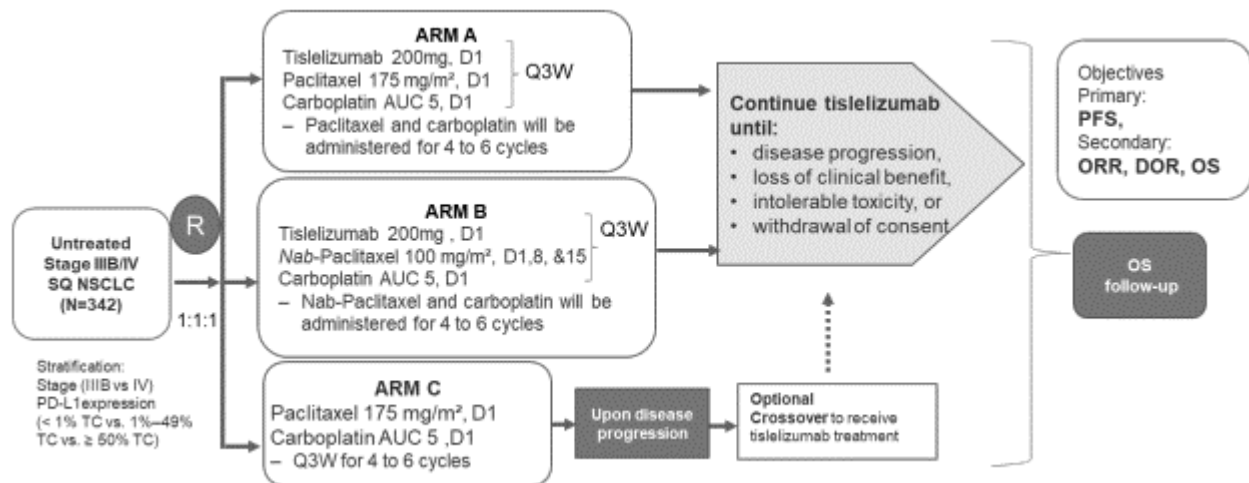 Untreated
Stage IIIB/IV
SQ NSCLC
(N=342)
R
1:1:1
Stratification:
Stage (IIIB vs IV)
PD-L1expression
(< 1% TC vs. 1%–49%
TC vs. ≥ 50% TC)
ARM A
Tislelizumab 200mg, D1
Paclitaxel 175 mg/m², D1
Carboplatin AUC 5, D1
Q3W
– Paclitaxel and carboplatin will be
administered for 4 to 6 cycles
ARM B
Tislelizumab 200mg , D1
Nab-Paclitaxel 100 mg/m², D1,8, &15
Carboplatin AUC 5, D1
Q3W
– Nab-Paclitaxel and carboplatin will be
administered for 4 to 6 cycles
ARM C
Paclitaxel 175 mg/m², D1
Carboplatin AUC 5 ,D1
– Q3W for 4 to 6 cycles
Upon disease
progression
Optional
Crossover to receive
tislelizumab treatment
Continue tislelizumab
until:
• disease progression,
• loss of clinical benefit,
• intolerable toxicity, or
• withdrawal of consent
Objectives
Primary:
PFS,
Secondary:
ORR, DOR, OS
OS
follow-up